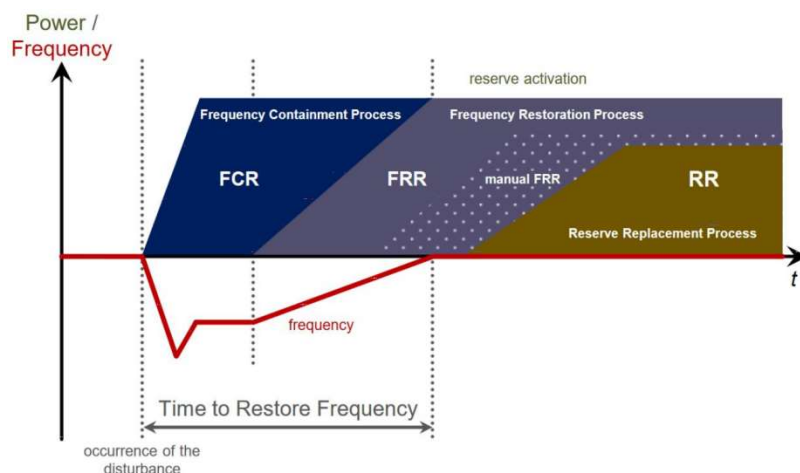 Power /
Frequency
reserve activation
Frequency Containment Process
Frequency Restoration Process
FCR
FRR
manual FRR
RR
Reserve Replacement Process
t
frequency
Time to Restore Frequency
occurrence of the
disturbance